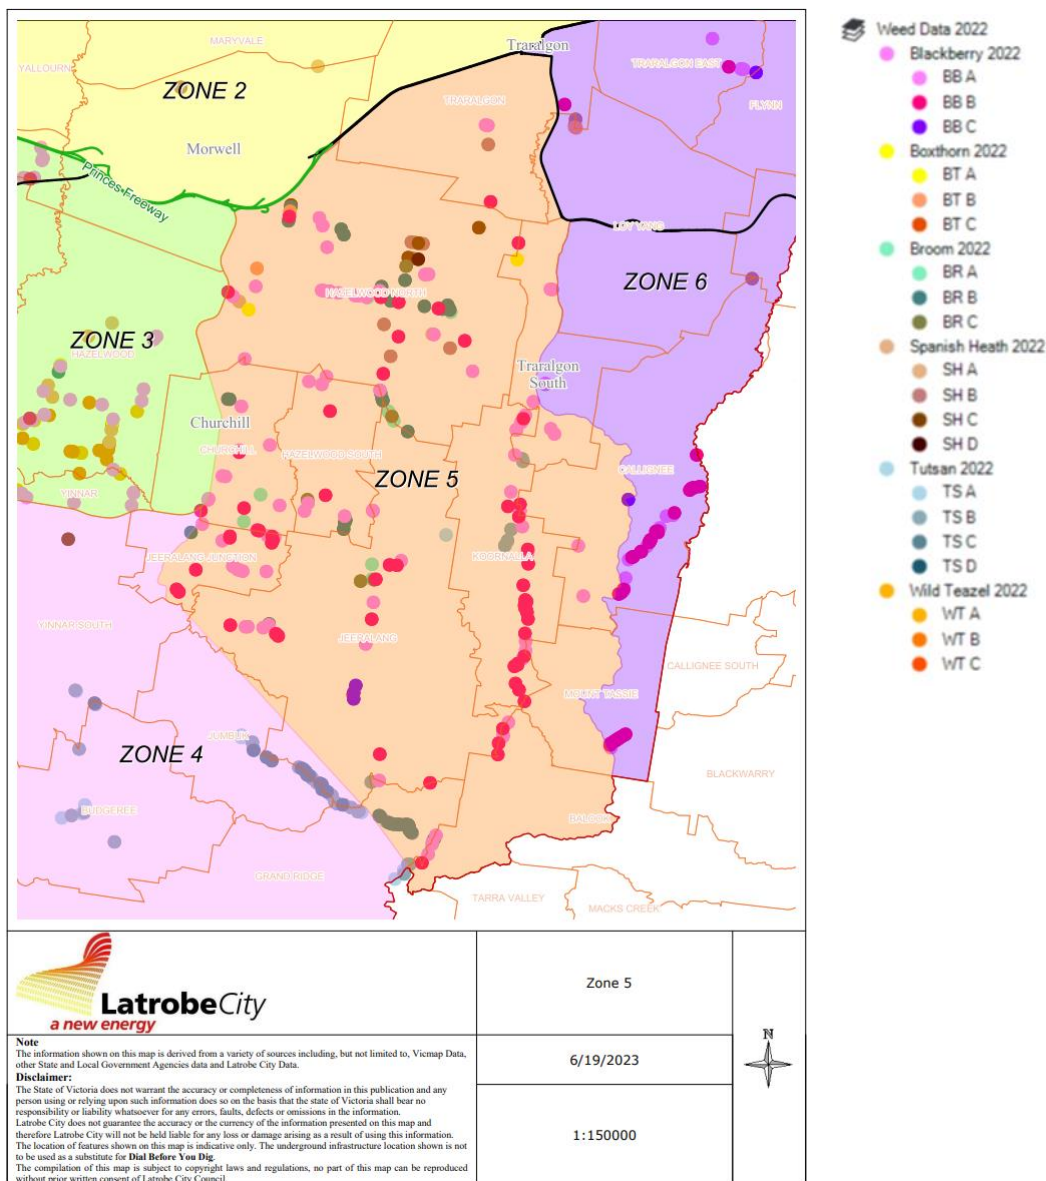 Traralgon
MARYVALE
YALLOURN
TRARALGON EAST
ZONE 2
TRARALGON
FLYNN
Morwell
Princes Freeway
LOY YANG
ZONE 6
HAZELWOOD NORTH
ZONE 3
HAZELWOOD
Traralgon
South
Churchill
CHURCHILL
HAZELWOOD SOUTH
ZONE 5
CALLIGNEE
YINNAR
JEERALANG JUNCTION
KOORNALLA
YINNAR SOUTH
JEERALANG
CALLIGNEE SOUTH
MOUNT TASSIE
JUMBUK
ZONE 4
BLACKWARRY
BUDGEREE
BALOOK
GRAND RIDGE
TARRA VALLEY
MACKS CREEK
Weed Data 2022
Blackberry 2022
BB A
BB B
BB C
Boxthorn 2022
BT A
BT B
BT C
Broom 2022
BR A
BR B
BR C
Spanish Heath 2022
SH A
SH B
SH C
SH D
Tutsan 2022
TS A
TS B
TS C
TS D
Wild Teazel 2022
WT A
WT B
WT C
LatrobeCity
a new energy
Zone 5
Note
The information shown on this map is derived from a variety of sources including, but not limited to, Vicmap Data,
other State and Local Government Agencies data and Latrobe City Data.
Disclaimer:
The State of Victoria does not warrant the accuracy or completeness of information in this publication and any
person using or relying upon such information does so on the basis that the state of Victoria shall bear no
responsibility or liability whatsoever for any errors, faults, defects or omissions in the information.
Latrobe City does not guarantee the accuracy or the currency of the information presented on this map and
therefore Latrobe City will not be held liable for any loss or damage arising as a result of using this information.
The location of features shown on this map is indicative only. The underground infrastructure location shown is not
to be used as a substitute for Dial Before You Dig.
The compilation of this map is subject to copyright laws and regulations, no part of this map can be reproduced
without prior written consent of Latrobe City Council
6/19/2023
1:150000
N